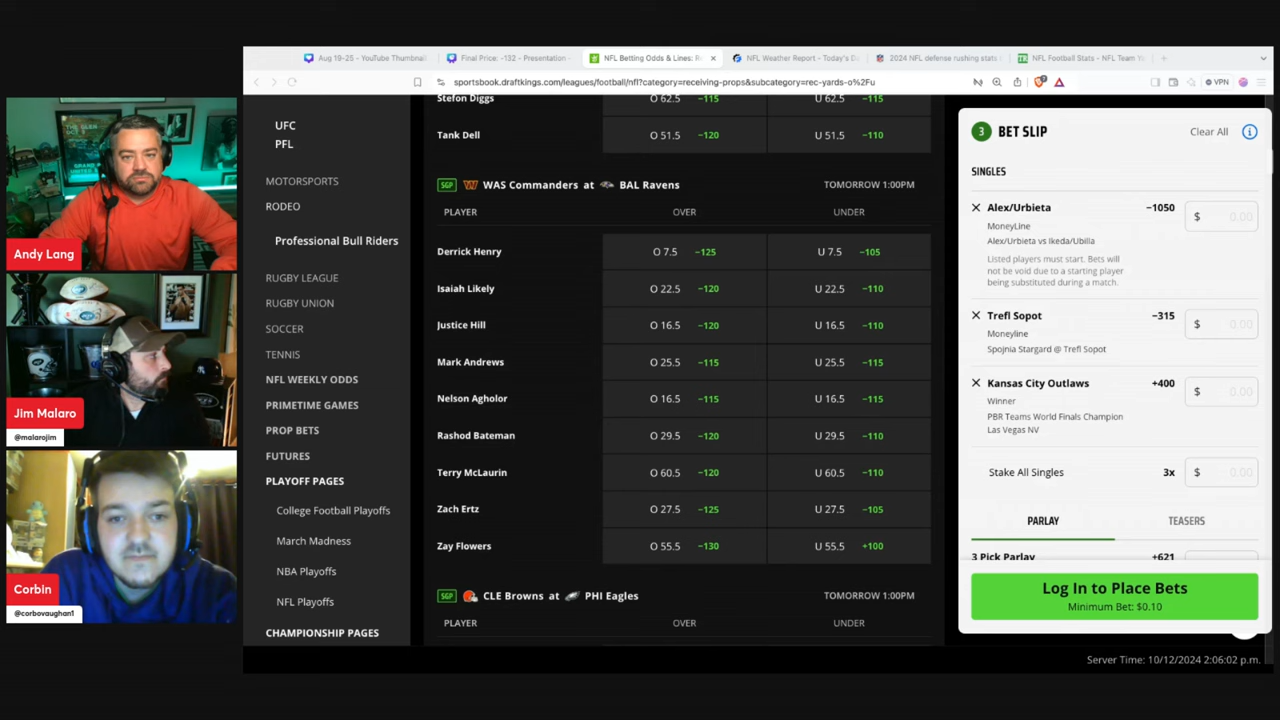 Aug 19-25 - YouTube Thumbnail
Final Price: -132 - Presentation -
NFL Betting Odds & Lines: R
NFL Weather Report - Today's D
2024 NFL defense rushing stats
NFL Football Stats - NFL Team
sportsbook.draftkings.com/leagues/football/nfl?category=receiving-props&subcategory=rec-yards-o%2Fu
VPN
UFC
PFL
MOTORSPORTS
RODEO
Professional Bull Riders
RUGBY LEAGUE
RUGBY UNION
SOCCER
TENNIS
NFL WEEKLY ODDS
PRIMETIME GAMES
PROP BETS
FUTURES
PLAYOFF PAGES
College Football Playoffs
March Madness
NBA Playoffs
NFL Playoffs
CHAMPIONSHIP PAGES
Stefon Diggs O 62.5 −115 U 62.5 −115
Tank Dell O 51.5 −120 U 51.5 −110
SGP WAS Commanders at BAL Ravens TOMORROW 1:00PM
PLAYER OVER UNDER
Derrick Henry O 7.5 −125 U 7.5 −105
Isaiah Likely O 22.5 −120 U 22.5 −110
Justice Hill O 16.5 −120 U 16.5 −110
Mark Andrews O 25.5 −115 U 25.5 −115
Nelson Agholor O 16.5 −115 U 16.5 −115
Rashod Bateman O 29.5 −120 U 29.5 −110
Terry McLaurin O 60.5 −120 U 60.5 −110
Zach Ertz O 27.5 −125 U 27.5 −105
Zay Flowers O 55.5 −130 U 55.5 +100
SGP CLE Browns at PHI Eagles TOMORROW 1:00PM
PLAYER OVER UNDER
3 BET SLIP Clear All
SINGLES
Alex/Urbieta −1050 $ 0.00
MoneyLine
Alex/Urbieta vs Ikeda/Ubilla
Listed players must start. Bets will
not be void due to a starting player
being substituted during a match.
Trefl Sopot −315 $ 0.00
Moneyline
Spojnia Stargard @ Trefl Sopot
Kansas City Outlaws +400 $ 0.00
Winner
PBR Teams World Finals Champion
Las Vegas NV
Stake All Singles 3x $ 0.00
PARLAY TEASERS
3 Pick Parlay +621
Log In to Place Bets
Minimum Bet: $0.10
Server Time: 10/12/2024 2:06:02 p.m.
Andy Lang
Jim Malaro
@malarojim
Corbin
@corbovaughan1